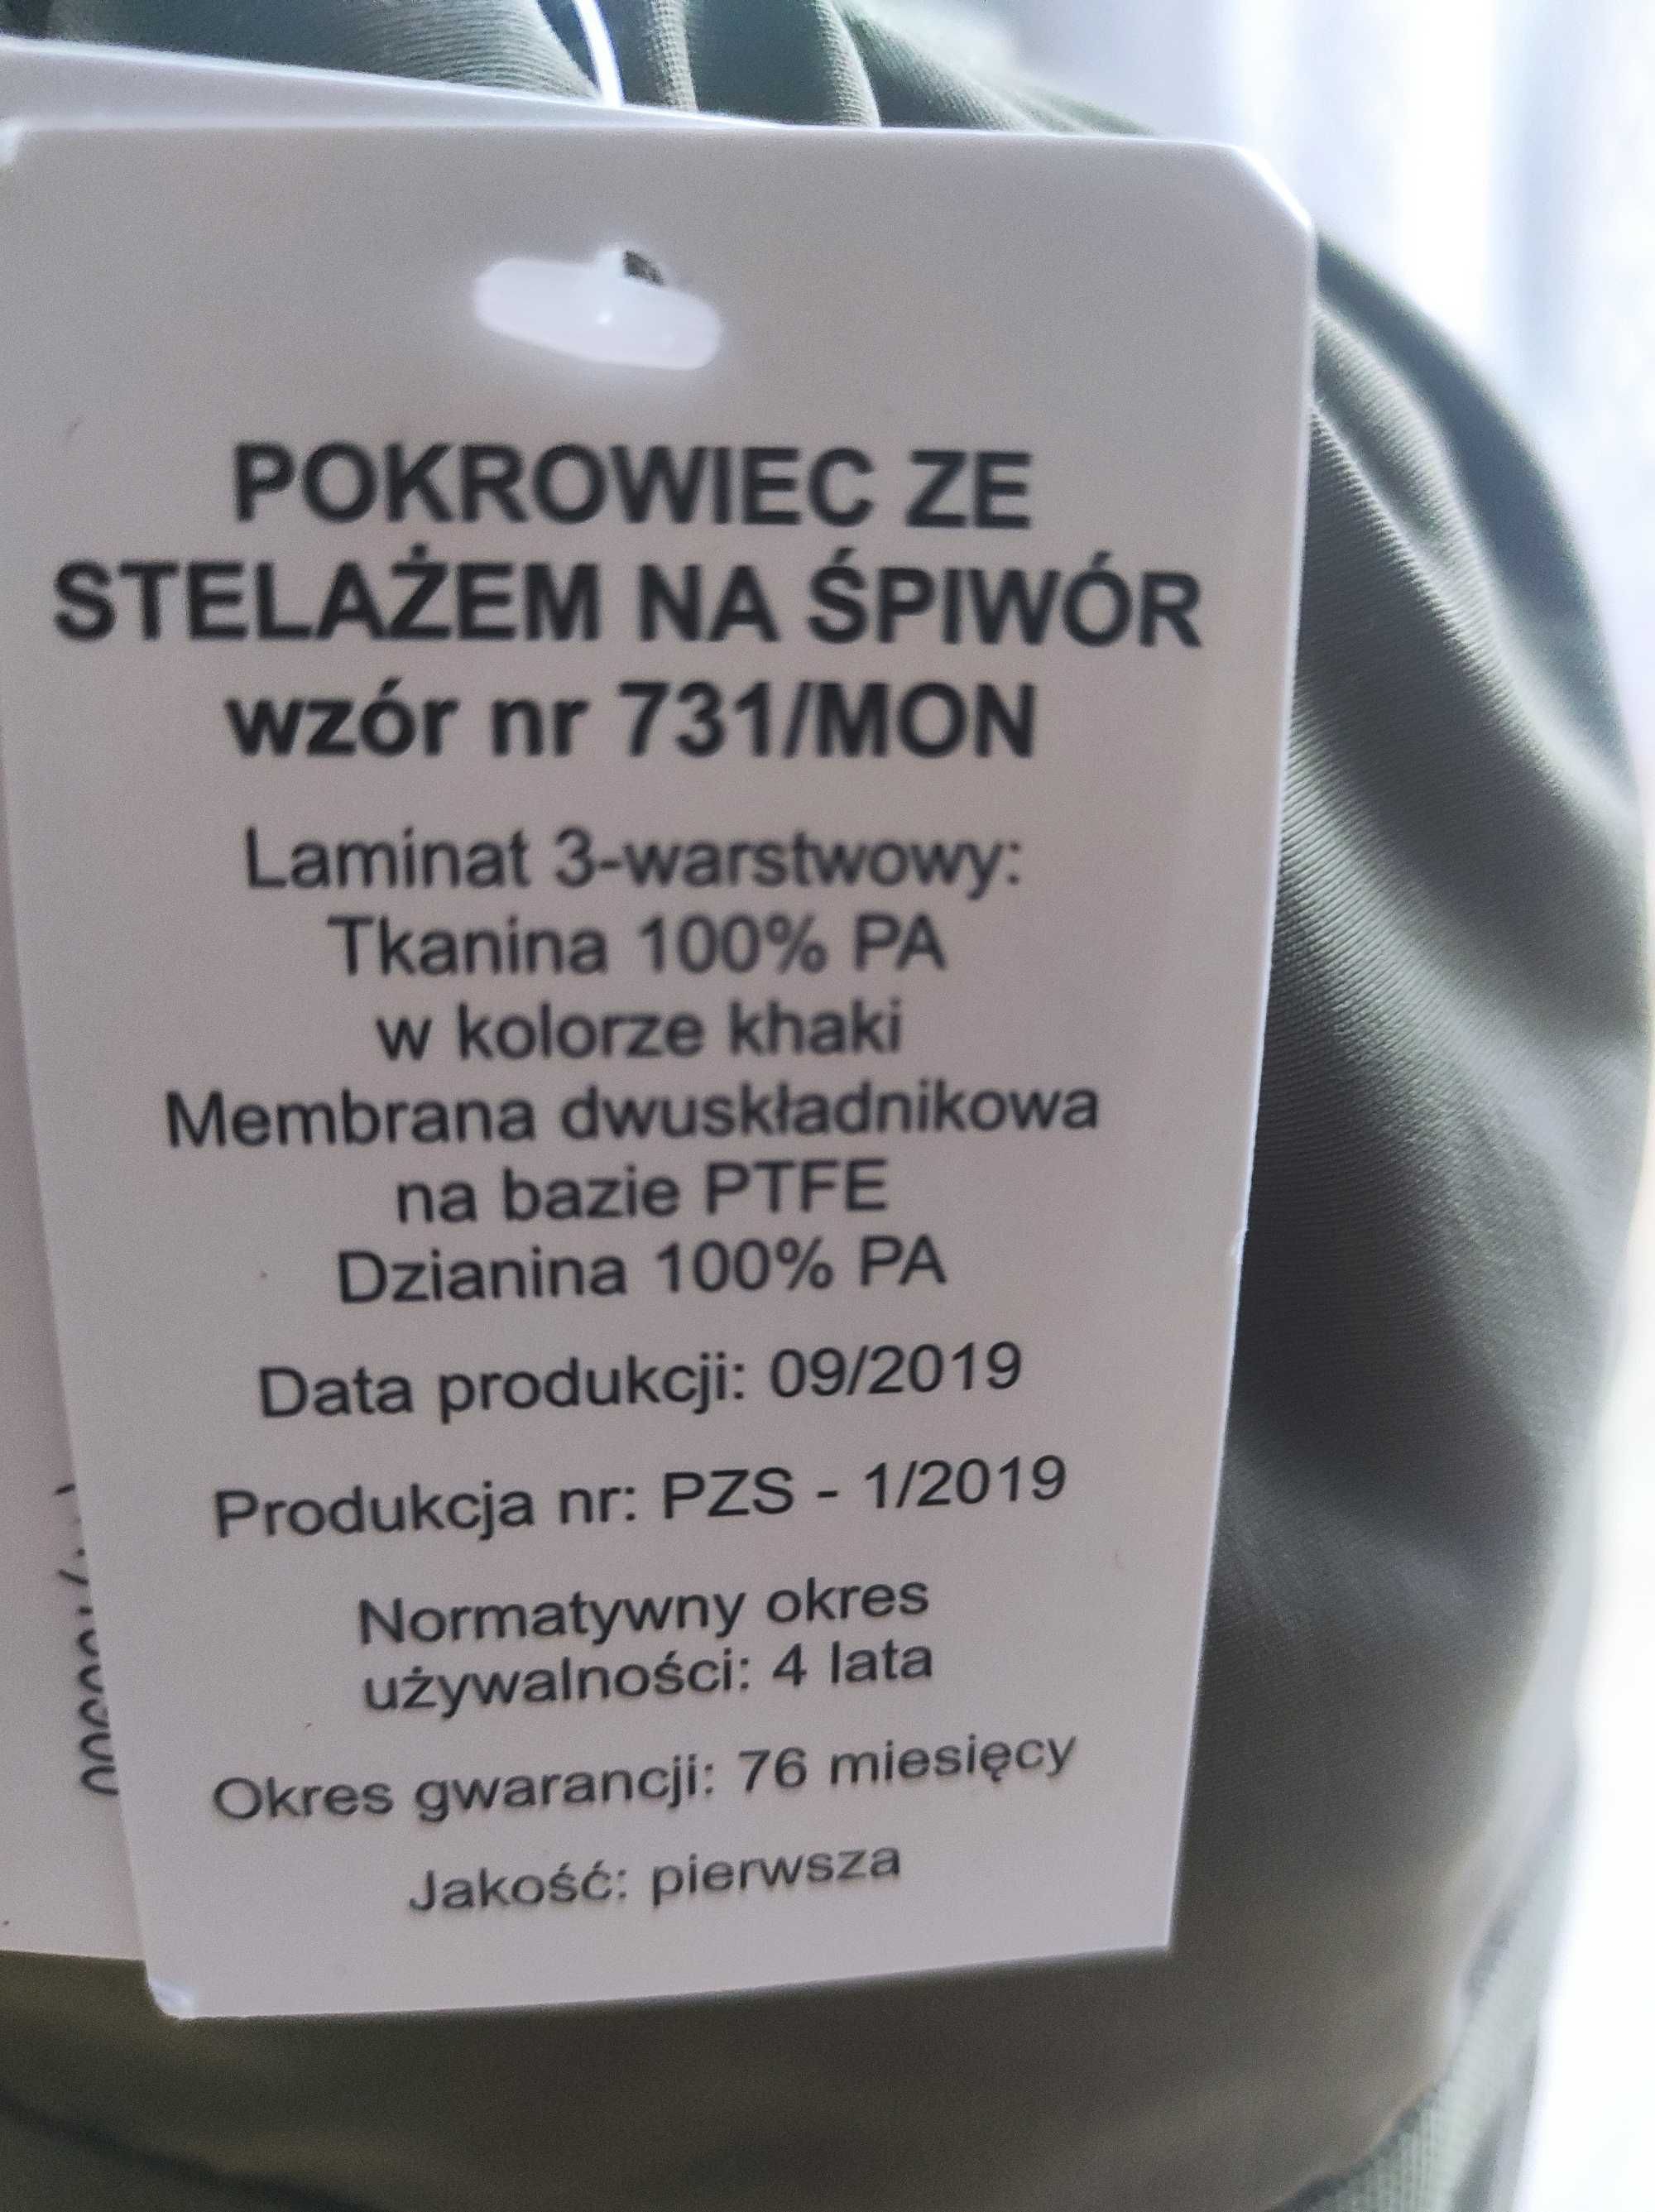 POKROWIEC ZE
STELAŻEM NA ŚPIWÓR
wzór nr 731/MON
Laminat 3-warstwowy:
Tkanina 100% PA
w kolorze khaki
Membrana dwuskładnikowa
na bazie PTFE
Dzianina 100% PA
Data produkcji: 09/2019
Produkcja nr: PZS - 1/2019
Normatywny okres
używalności: 4 lata
Okres gwarancji: 76 miesięcy
Jakość: pierwsza